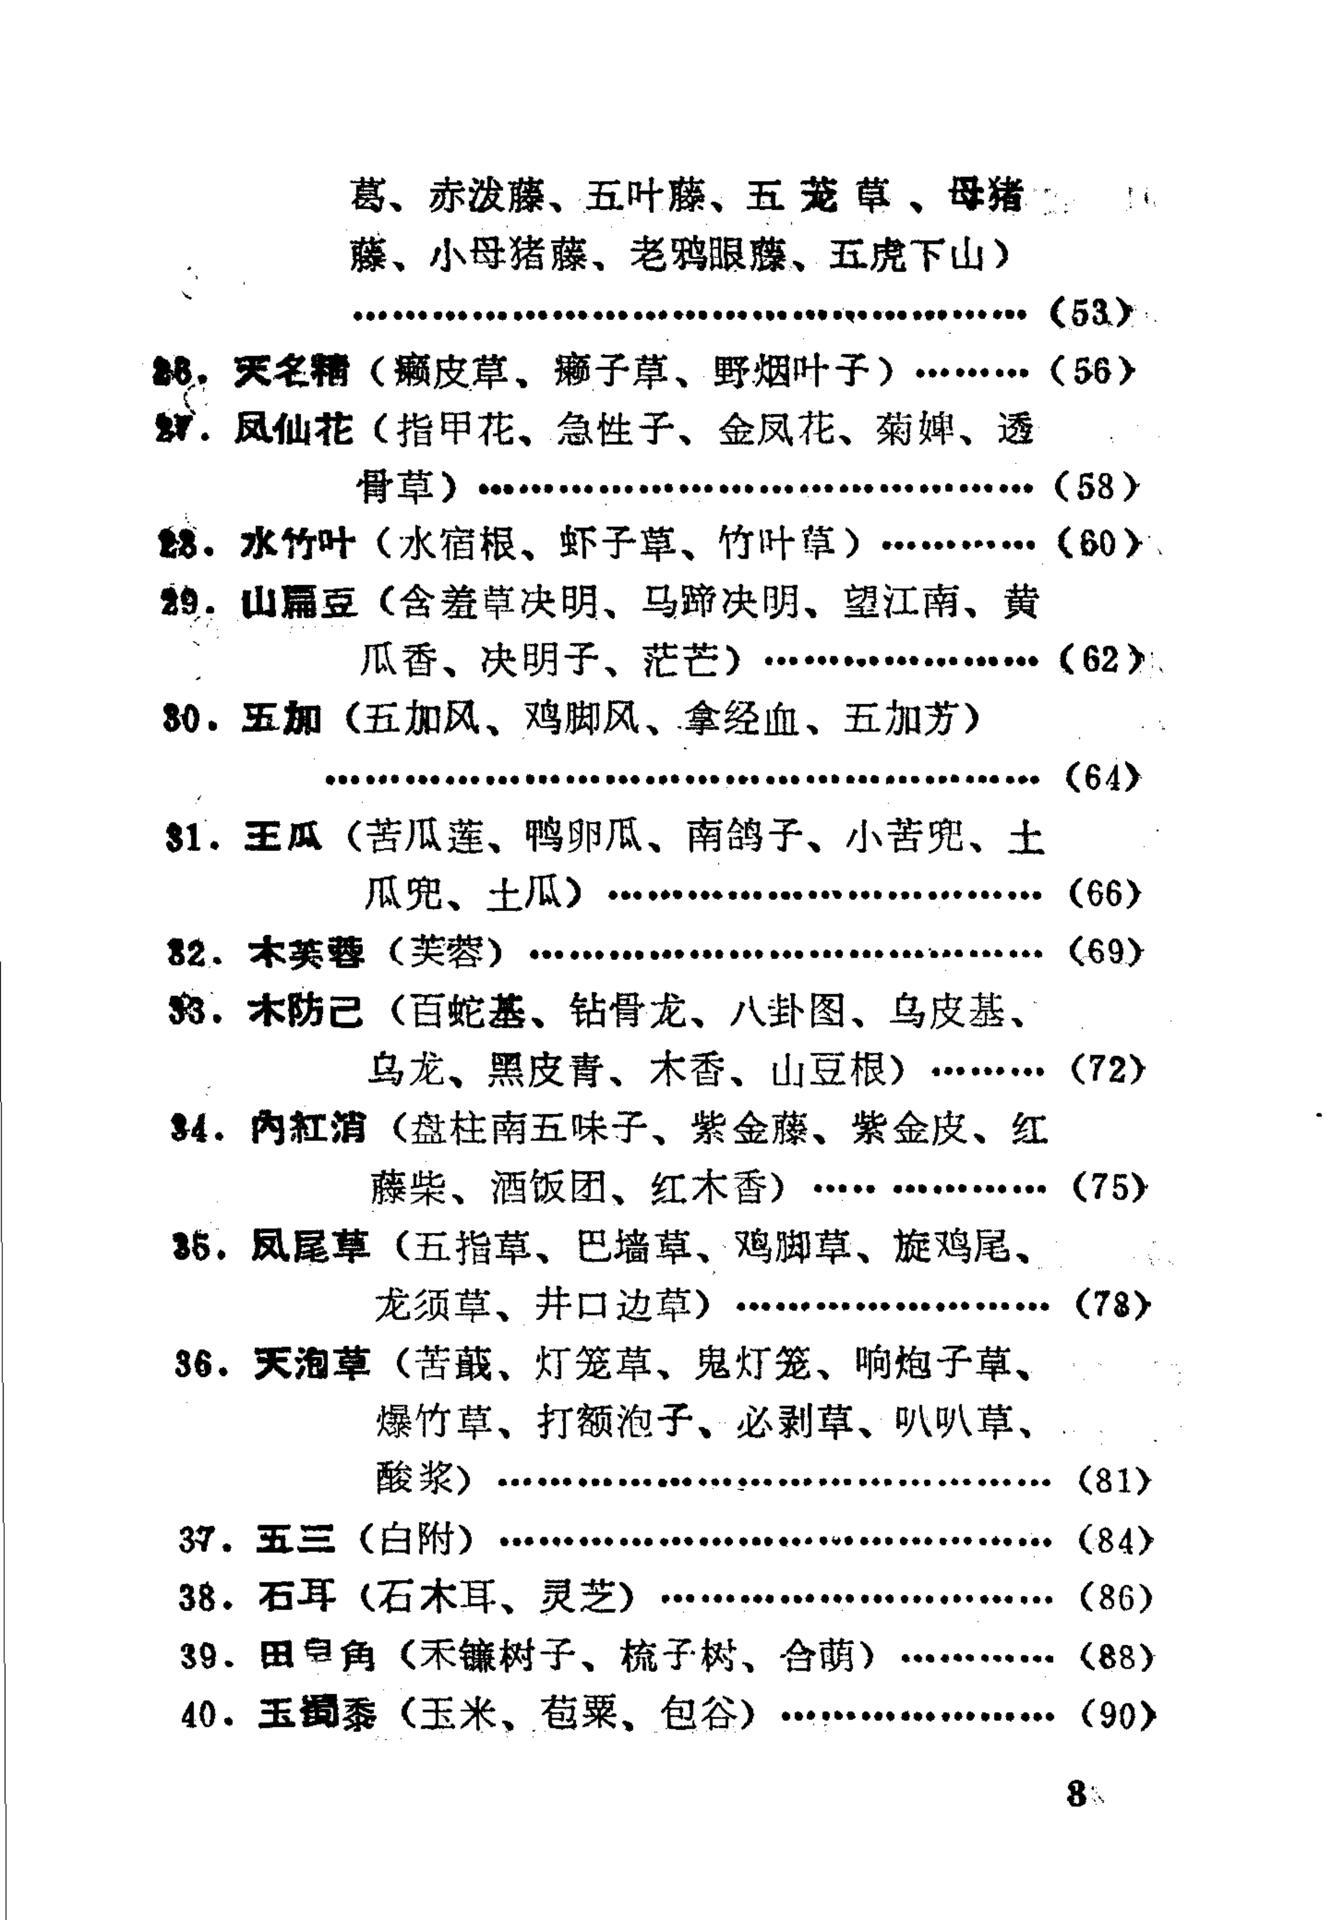 葛、赤泼藤、五叶藤、五茏草、母猪
藤、小母猪藤、老鸦眼藤、五虎下山)
……………………………………………(53)
26. 天名精(癞皮草、癞子草、野烟叶子)………(56)
27. 凤仙花(指甲花、急性子、金凤花、菊婢、透
骨草)……………………………………(58)
28. 水竹叶(水宿根、虾子草、竹叶草)…………(60)
29. 山扁豆(含羞草决明、马蹄决明、望江南、黄
瓜香、决明子、茫芒)…………………(62)
30. 五加(五加风、鸡脚风、拿经血、五加芳)
………………………………………………(64)
31. 王瓜(苦瓜莲、鸭卵瓜、南鸽子、小苦兜、土
瓜兜、土瓜)……………………………(66)
32. 木芙蓉(芙蓉)…………………………………(69)
33. 木防己(百蛇基、钻骨龙、八卦图、乌皮基、
乌龙、黑皮青、木香、山豆根)………(72)
34. 內紅消(盘柱南五味子、紫金藤、紫金皮、红
藤柴、酒饭团、红木香)…… …………(75)
35. 凤尾草(五指草、巴墙草、鸡脚草、旋鸡尾、
龙须草、井口边草)……………………(78)
36. 天泡草(苦蘵、灯笼草、鬼灯笼、响炮子草、
爆竹草、打额泡子、必剥草、叭叭草、
酸浆)……………………………………(81)
37. 五三(白附)……………………………………(84)
38. 石耳(石木耳、灵芝)…………………………(86)
39. 田皂角(禾镰树子、梳子树、合萌)…………(88)
40. 玉蜀黍(玉米、苞粟、包谷)…………………(90)
3